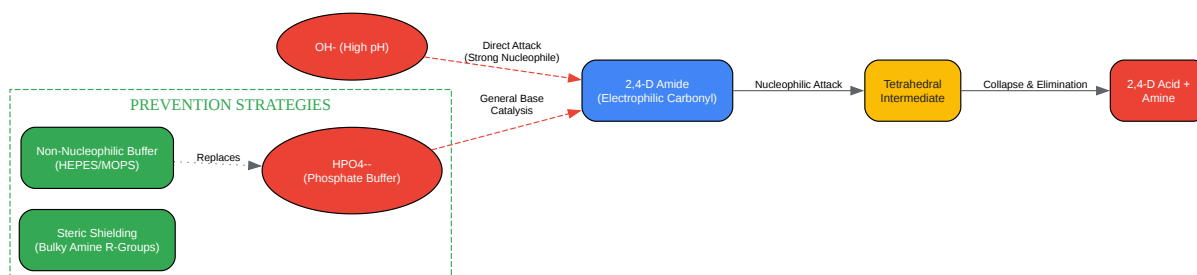 OH- (High pH)
Direct Attack
(Strong Nucleophile)
2,4-D Amide
(Electrophilic Carbonyl)
Nucleophilic Attack
Tetrahedral
Intermediate
Collapse & Elimination
2,4-D Acid +
Amine
PREVENTION STRATEGIES
General Base
Catalysis
Non-Nucleophilic Buffer
(HEPES/MOPS)
Replaces
HPO4--
(Phosphate Buffer)
Steric Shielding
(Bulky Amine R-Groups)